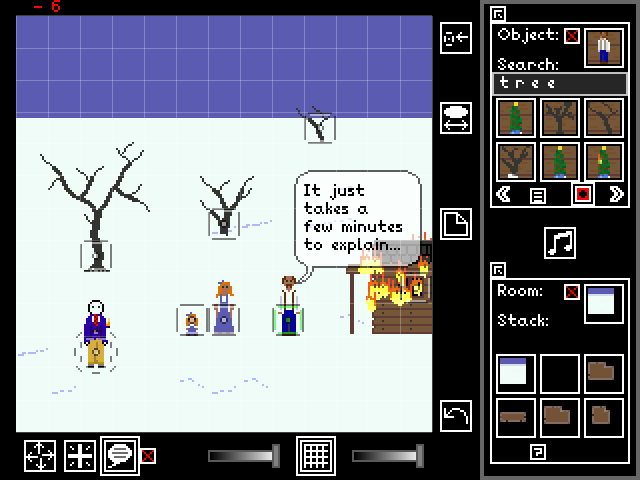 - 6
Object:
Search:
tree
It just
takes a
few minutes
to explain...
Room:
Stack: